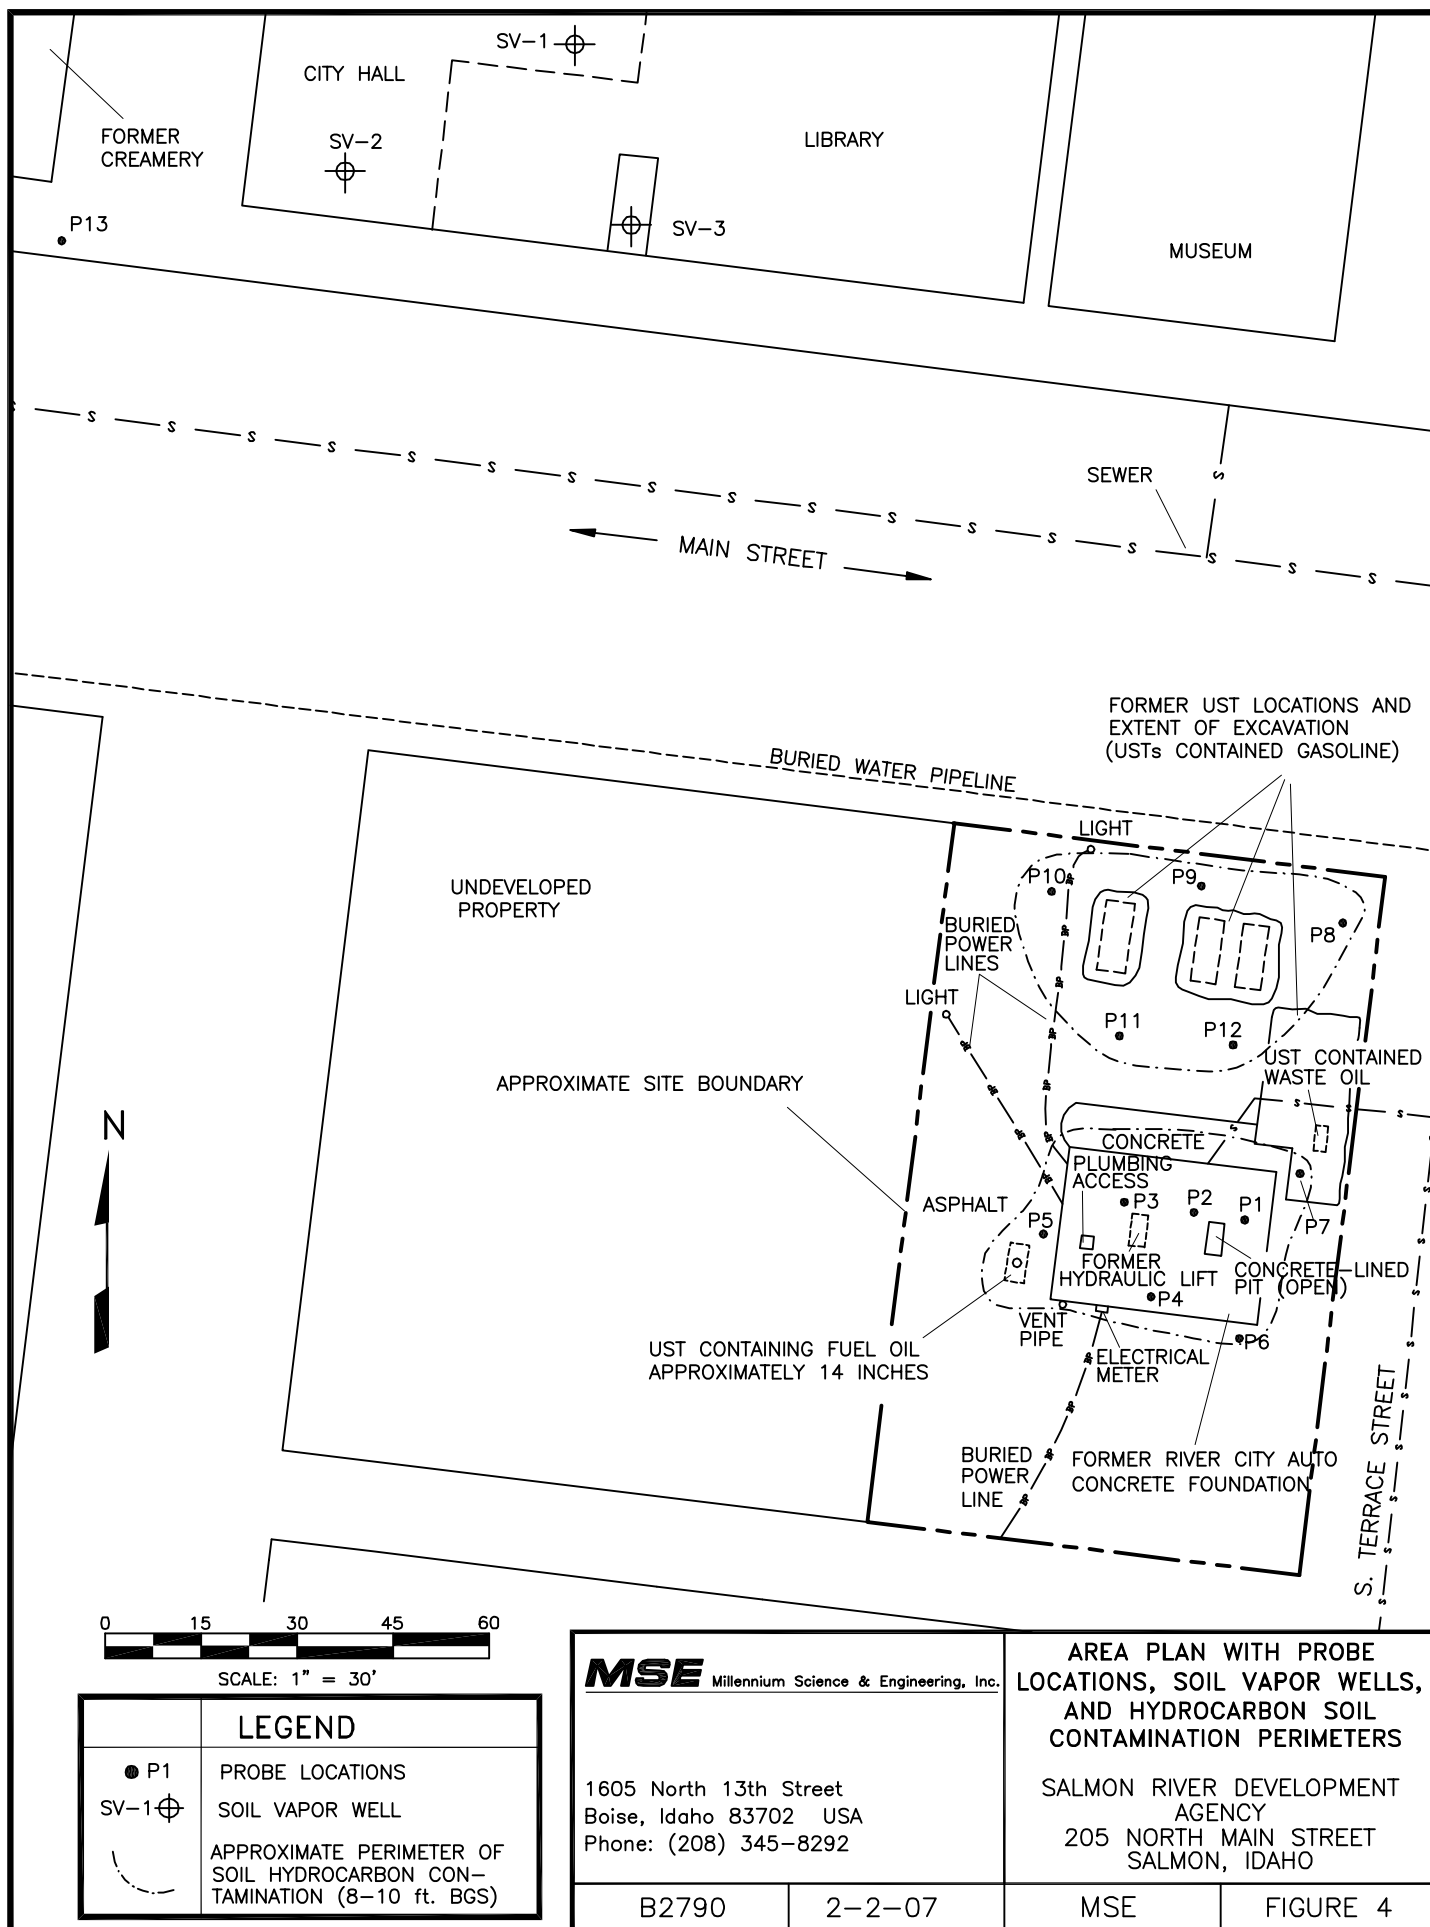 SV-1
CITY HALL
FORMER
CREAMERY
SV-2
LIBRARY
P13
SV-3
MUSEUM
SEWER
MAIN STREET
FORMER UST LOCATIONS AND
EXTENT OF EXCAVATION
(USTs CONTAINED GASOLINE)
BURIED WATER PIPELINE
LIGHT
P10
P9
UNDEVELOPED
PROPERTY
P8
BURIED
POWER
LINES
LIGHT
P11
P12
UST CONTAINED
WASTE OIL
APPROXIMATE SITE BOUNDARY
N
CONCRETE
PLUMBING
ACCESS
ASPHALT
P3
P2
P1
P5
P7
FORMER
HYDRAULIC LIFT
CONCRETE-LINED
PIT (OPEN)
P4
VENT
PIPE
P6
UST CONTAINING FUEL OIL
APPROXIMATELY 14 INCHES
ELECTRICAL
METER
BURIED
POWER
LINE
FORMER RIVER CITY AUTO
CONCRETE FOUNDATION
S. TERRACE STREET
0 15 30 45 60
SCALE: 1" = 30'
LEGEND
P1 PROBE LOCATIONS
SV-1 SOIL VAPOR WELL
APPROXIMATE PERIMETER OF
SOIL HYDROCARBON CON-
TAMINATION (8-10 ft. BGS)
MSE Millennium Science & Engineering, Inc.
1605 North 13th Street
Boise, Idaho 83702 USA
Phone: (208) 345-8292
AREA PLAN WITH PROBE
LOCATIONS, SOIL VAPOR WELLS,
AND HYDROCARBON SOIL
CONTAMINATION PERIMETERS
SALMON RIVER DEVELOPMENT
AGENCY
205 NORTH MAIN STREET
SALMON, IDAHO
B2790 2-2-07 MSE FIGURE 4